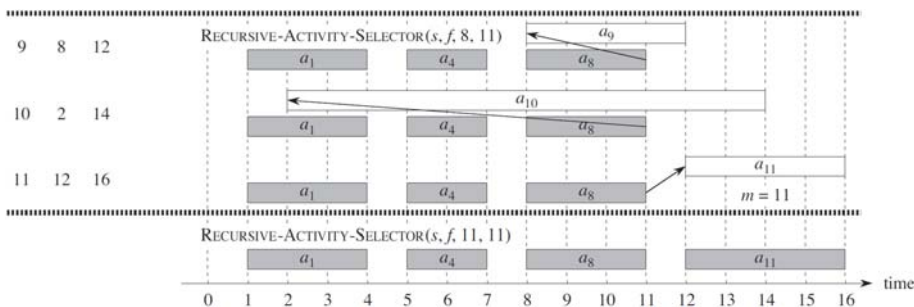 RECURSIVE-ACTIVITY-SELECTOR(s, f, 8, 11)
9 8 12 a9
a1 a4 a8
10 2 14 a10
a1 a4 a8
11 12 16 a11
a1 a4 a8 m = 11
RECURSIVE-ACTIVITY-SELECTOR(s, f, 11, 11)
a1 a4 a8 a11
time
0 1 2 3 4 5 6 7 8 9 10 11 12 13 14 15 16